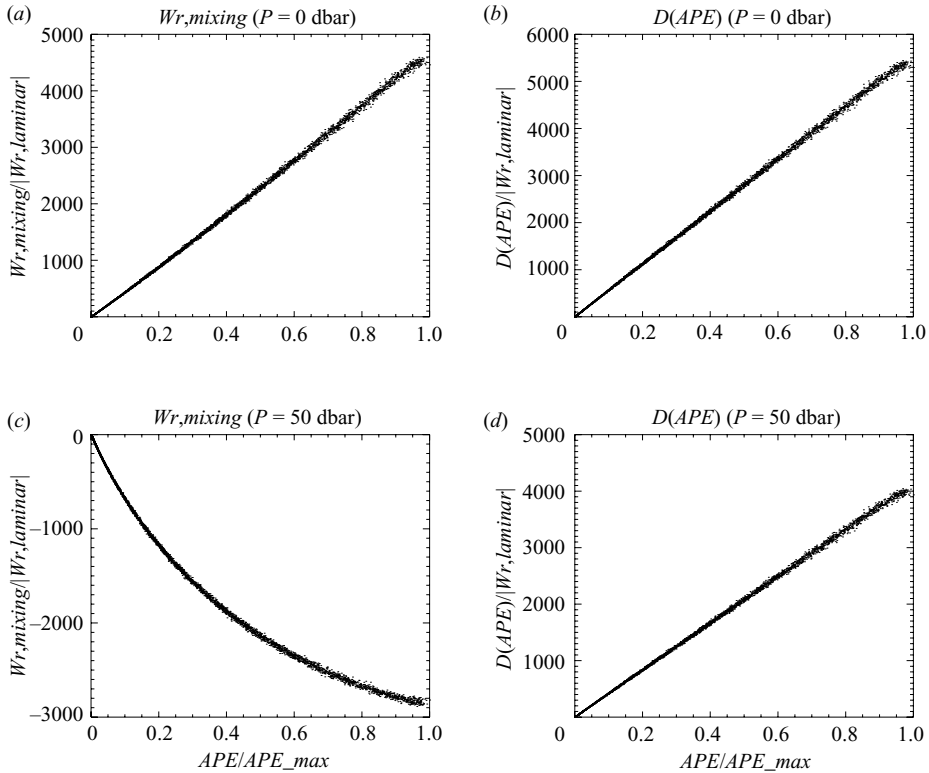 (a) Wr,mixing (P = 0 dbar)
5000
4000
3000
2000
1000
0
0.2 0.4 0.6 0.8 1.0
Wr,mixing/|Wr,laminar|
(b) D(APE) (P = 0 dbar)
6000
5000
4000
3000
2000
1000
0
0.2 0.4 0.6 0.8 1.0
D(APE)/|Wr,laminar|
(c) Wr,mixing (P = 50 dbar)
0
–1000
–2000
–3000
0 0.2 0.4 0.6 0.8 1.0
Wr,mixing/|Wr,laminar|
APE/APE_max
(d) D(APE) (P = 50 dbar)
5000
4000
3000
2000
1000
0
0.2 0.4 0.6 0.8 1.0
D(APE)/|Wr,laminar|
APE/APE_max